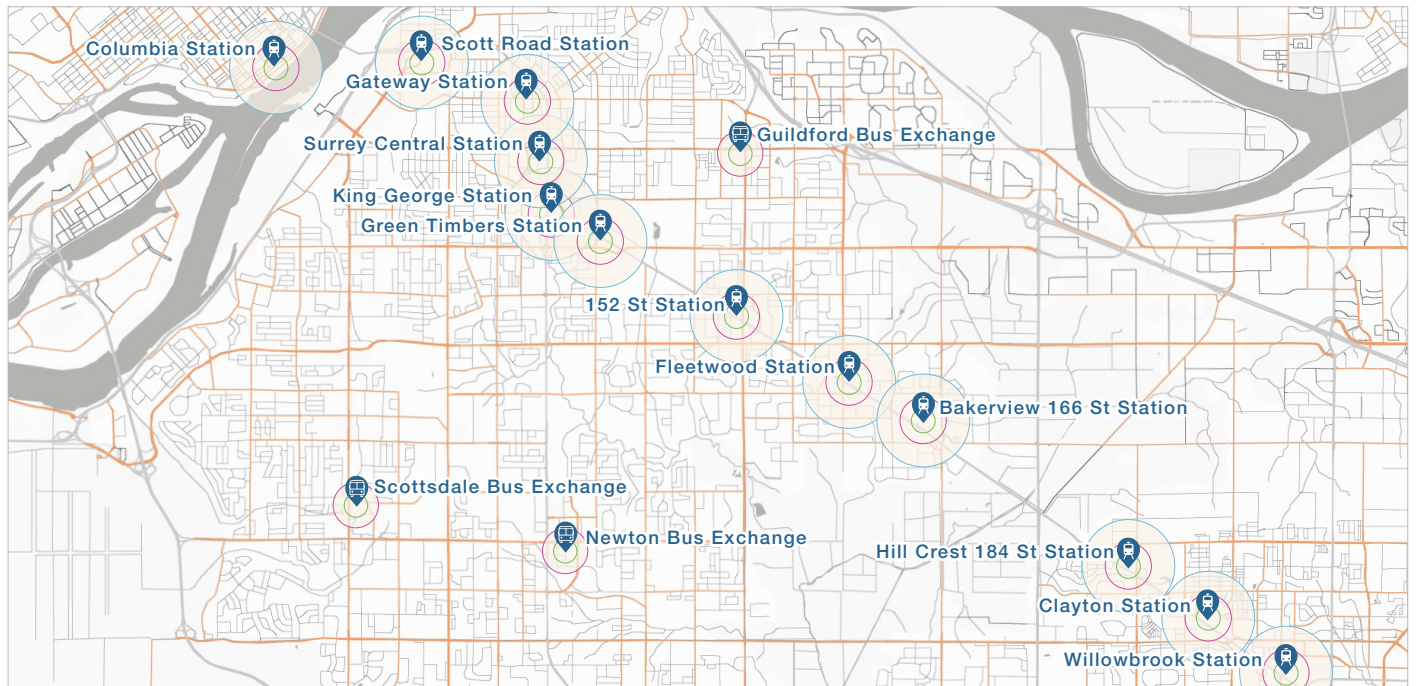 Columbia Station
Scott Road Station
Gateway Station
Guildford Bus Exchange
Surrey Central Station
King George Station
Green Timbers Station
152 St Station
Fleetwood Station
Bakerview 166 St Station
Scottsdale Bus Exchange
Newton Bus Exchange
Hill Crest 184 St Station
Clayton Station
Willowbrook Station